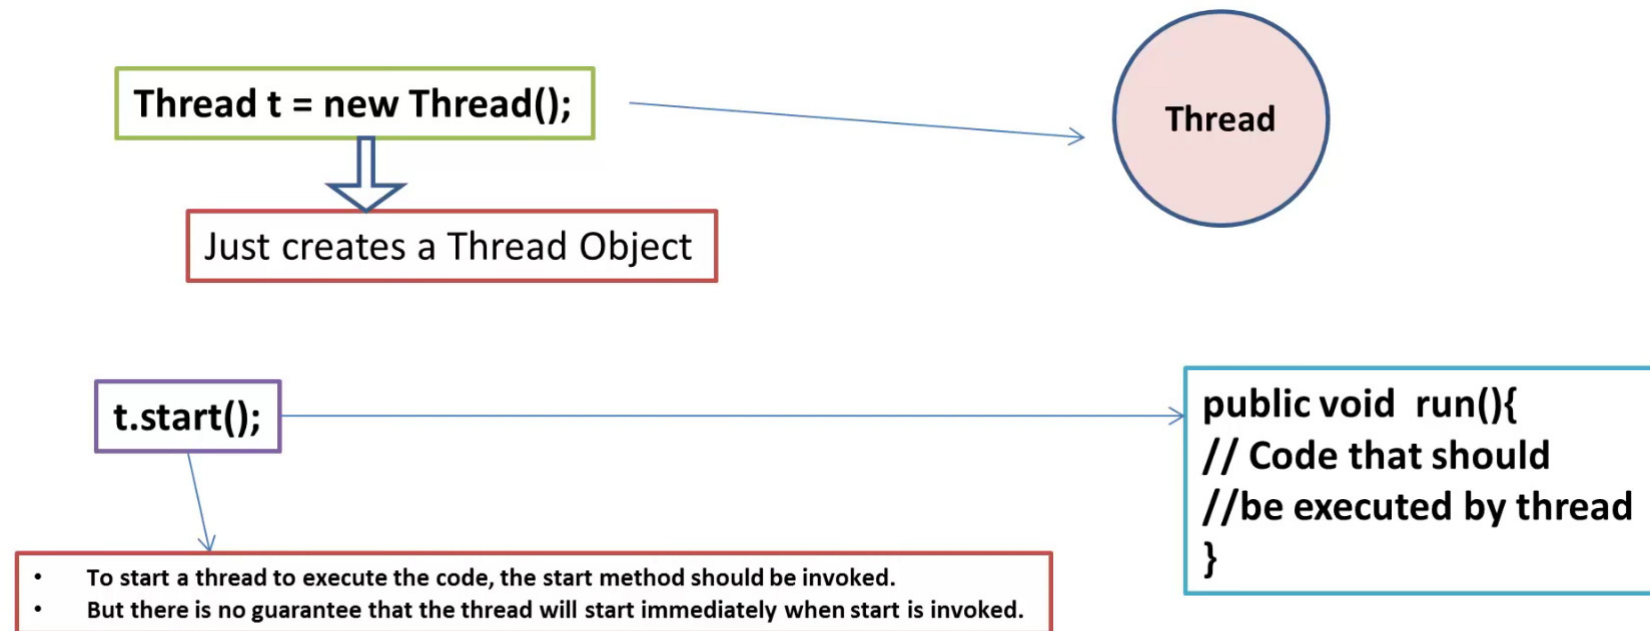 Thread t = new Thread();
Thread
Just creates a Thread Object
t.start();
public void run(){
// Code that should
//be executed by thread
}
• To start a thread to execute the code, the start method should be invoked.
• But there is no guarantee that the thread will start immediately when start is invoked.